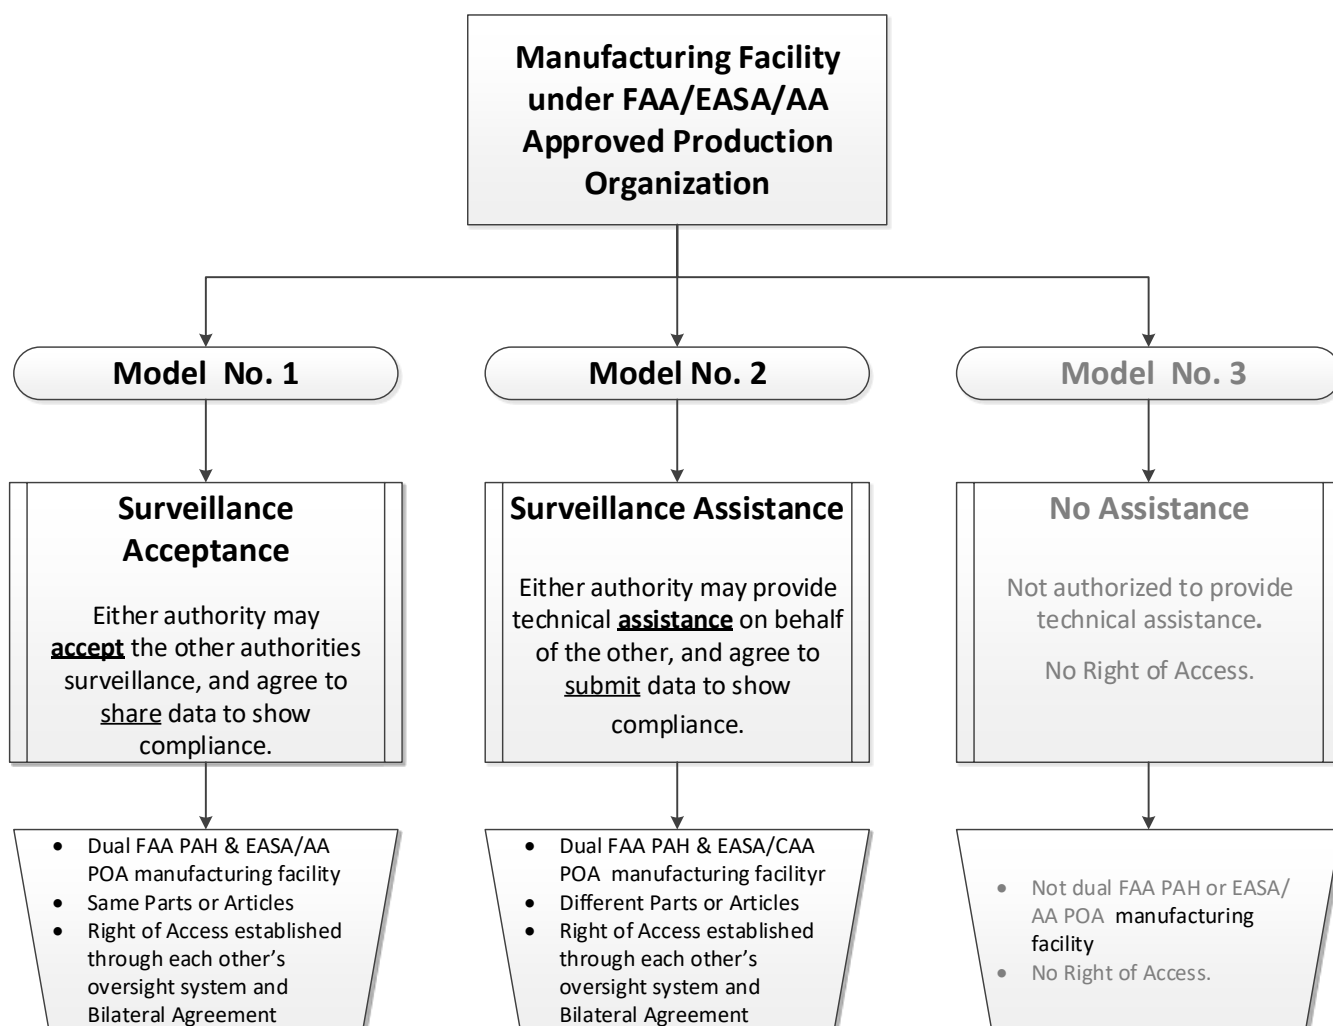 Manufacturing Facility
under FAA/EASA/AA
Approved Production
Organization
Model No. 1
Model No. 2
Model No. 3
Surveillance
Acceptance
Either authority may
accept the other authorities
surveillance, and agree to
share data to show
compliance.
Surveillance Assistance
Either authority may provide
technical assistance on behalf
of the other, and agree to
submit data to show
compliance.
No Assistance
Not authorized to provide
technical assistance.
No Right of Access.
• Dual FAA PAH & EASA/AA
POA manufacturing facility
• Same Parts or Articles
• Right of Access established
through each other’s
oversight system and
Bilateral Agreement
• Dual FAA PAH & EASA/CAA
POA manufacturing facilityr
• Different Parts or Articles
• Right of Access established
through each other’s
oversight system and
Bilateral Agreement
• Not dual FAA PAH or EASA/
AA POA manufacturing
facility
• No Right of Access.